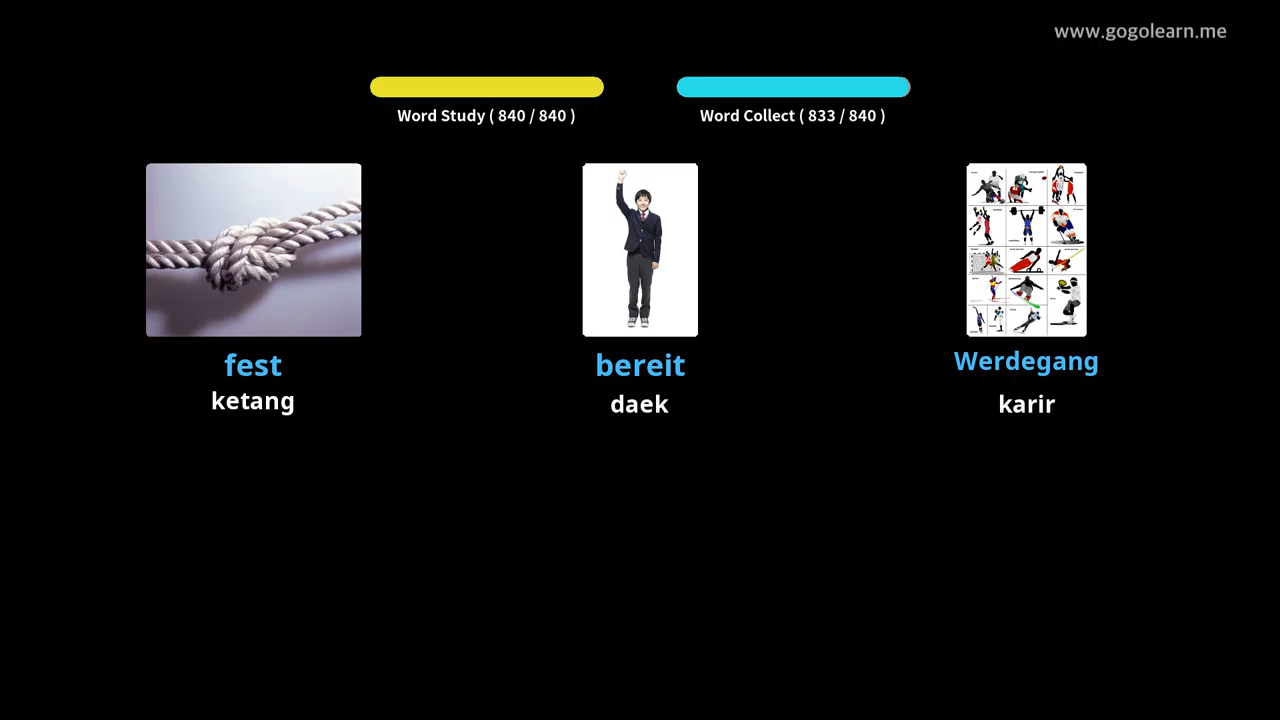 www.gogolearn.me
Word Study ( 840 / 840 )
Word Collect ( 833 / 840 )
fest
ketang
bereit
daek
Werdegang
karir